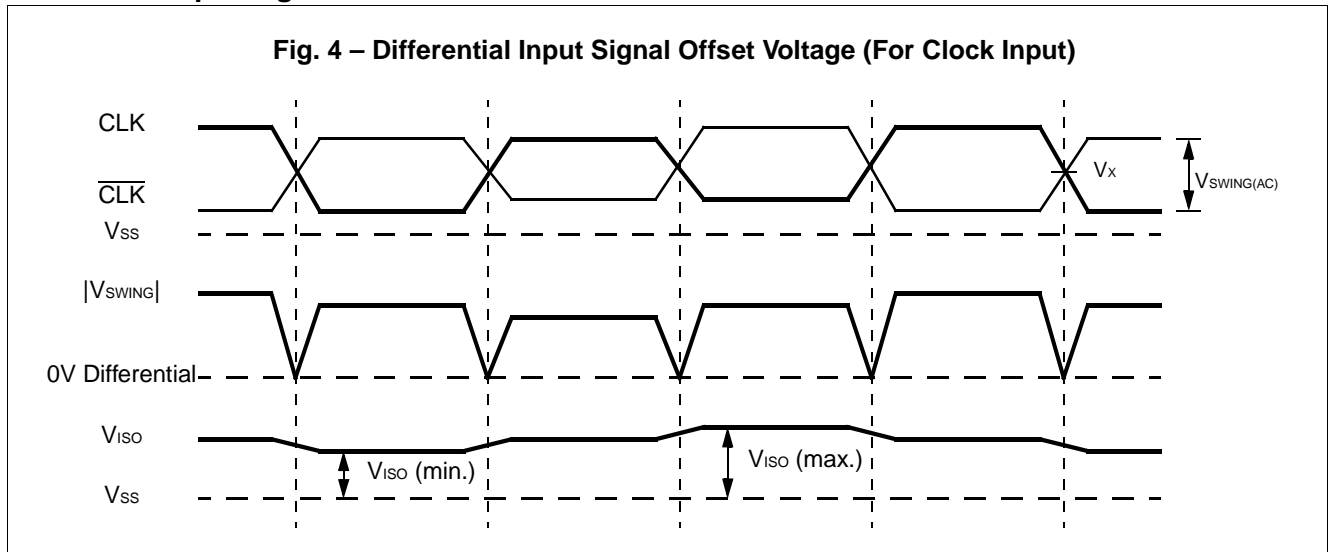 Fig. 4 – Differential Input Signal Offset Voltage (For Clock Input)
CLK
CLK
VSS
VX
VSWING(AC)
|VSWING|
0V Differential
VISO
VISO (min.)
VISO (max.)
VSS